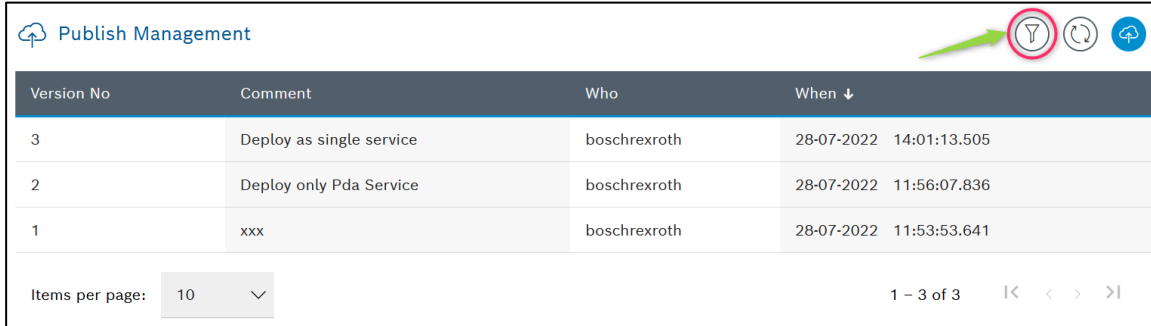 Publish Management
Version No Comment Who When ↓
3 Deploy as single service boschrexroth 28-07-2022 14:01:13.505
2 Deploy only Pda Service boschrexroth 28-07-2022 11:56:07.836
1 xxx boschrexroth 28-07-2022 11:53:53.641
Items per page: 10 1 – 3 of 3